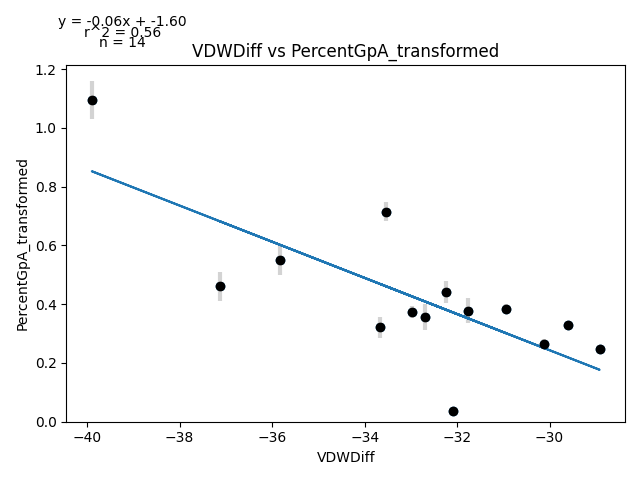 y = -0.06x + -1.60
r^2 = 0.56
n = 14
VDWDiff vs PercentGpA_transformed
1.2
1.0
0.8
0.6
0.4
0.2
0.0
PercentGpA_transformed
−40 −38 −36 −34 −32 −30
VDWDiff